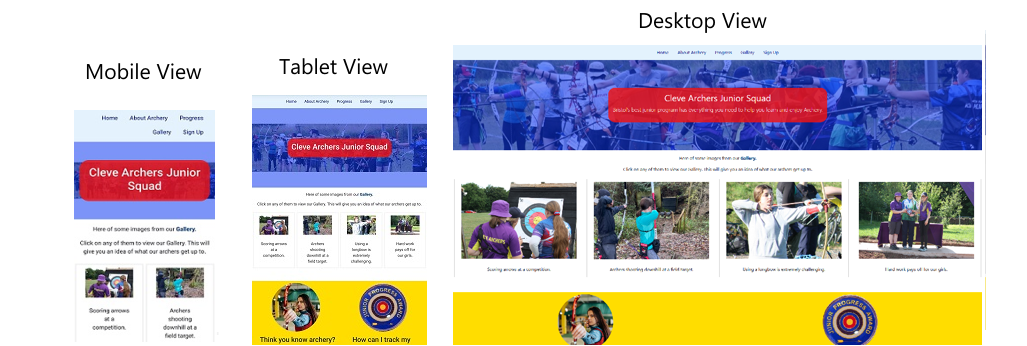 Desktop View
Tablet View
Mobile View
Home About Archery Progress
Gallery Sign Up
Cleve Archers Junior
Squad
Here of some images from our Gallery.
Click on any of them to view our Gallery. This will
give you an idea of what our archers get up to.
Scoring arrows
at a
competition.
Archers
shooting
downhill at a
field target.
Home About Archery Progress Gallery Sign Up
Cleve Archers Junior Squad
Here of some images from our Gallery.
Click on any of them to view our Gallery. This will give you an idea of what our archers get up to.
Scoring arrows
at a
competition.
Archers
shooting
downhill at a
field target.
Using a
longbow is
extremely
challenging.
Hard work
pays off for
our girls.
JUNIOR PROGRESS AWARD
Think you know archery?
How can I track my
Home About Archery Progress Gallery Sign Up
Cleve Archers Junior Squad
Bristol's best junior program has everything you need to help you learn and enjoy Archery.
Here of some images from our Gallery.
Click on any of them to view our Gallery, this will give you an idea of what our archers get up to.
Scoring arrows at a competition.
Archers shooting downhill at a field target.
Using a longbow is extremely challenging.
Hard work pays off for our girls.
JUNIOR PROGRESS AWARD